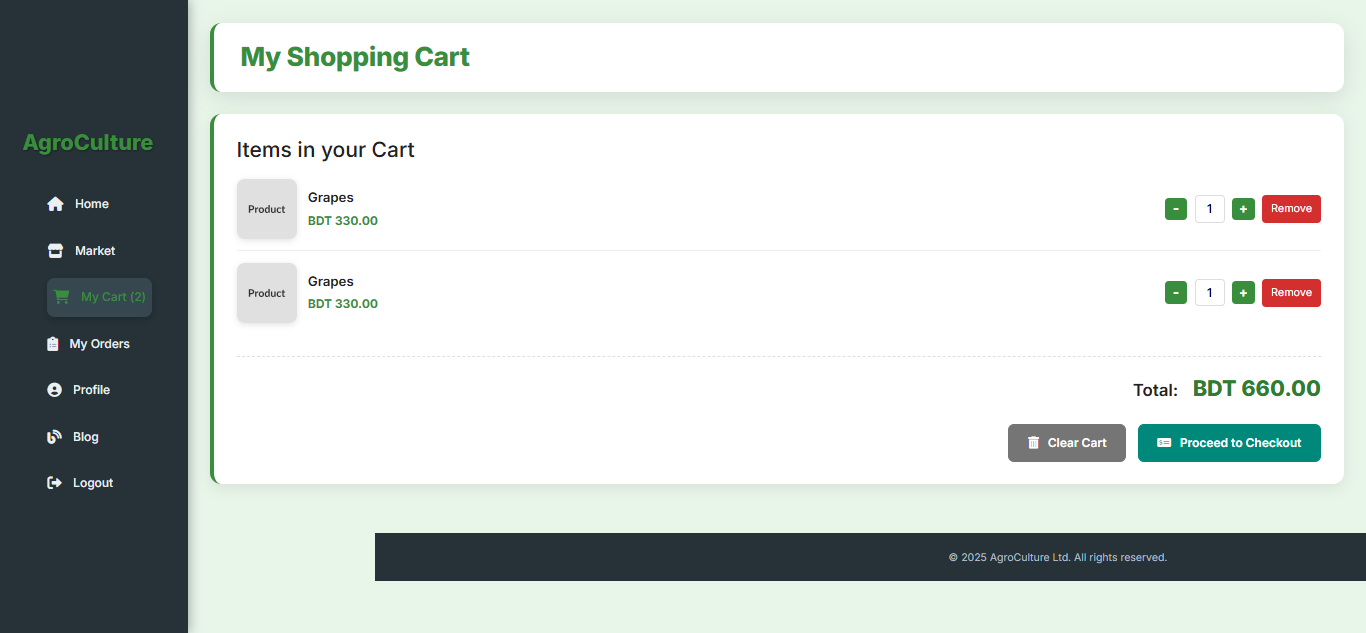 My Shopping Cart
AgroCulture
Home
Market
My Cart (2)
My Orders
Profile
Blog
Logout
Items in your Cart
Product
Grapes
BDT 330.00
- 1 + Remove
Product
Grapes
BDT 330.00
- 1 + Remove
Total: BDT 660.00
Clear Cart
Proceed to Checkout
© 2025 AgroCulture Ltd. All rights reserved.